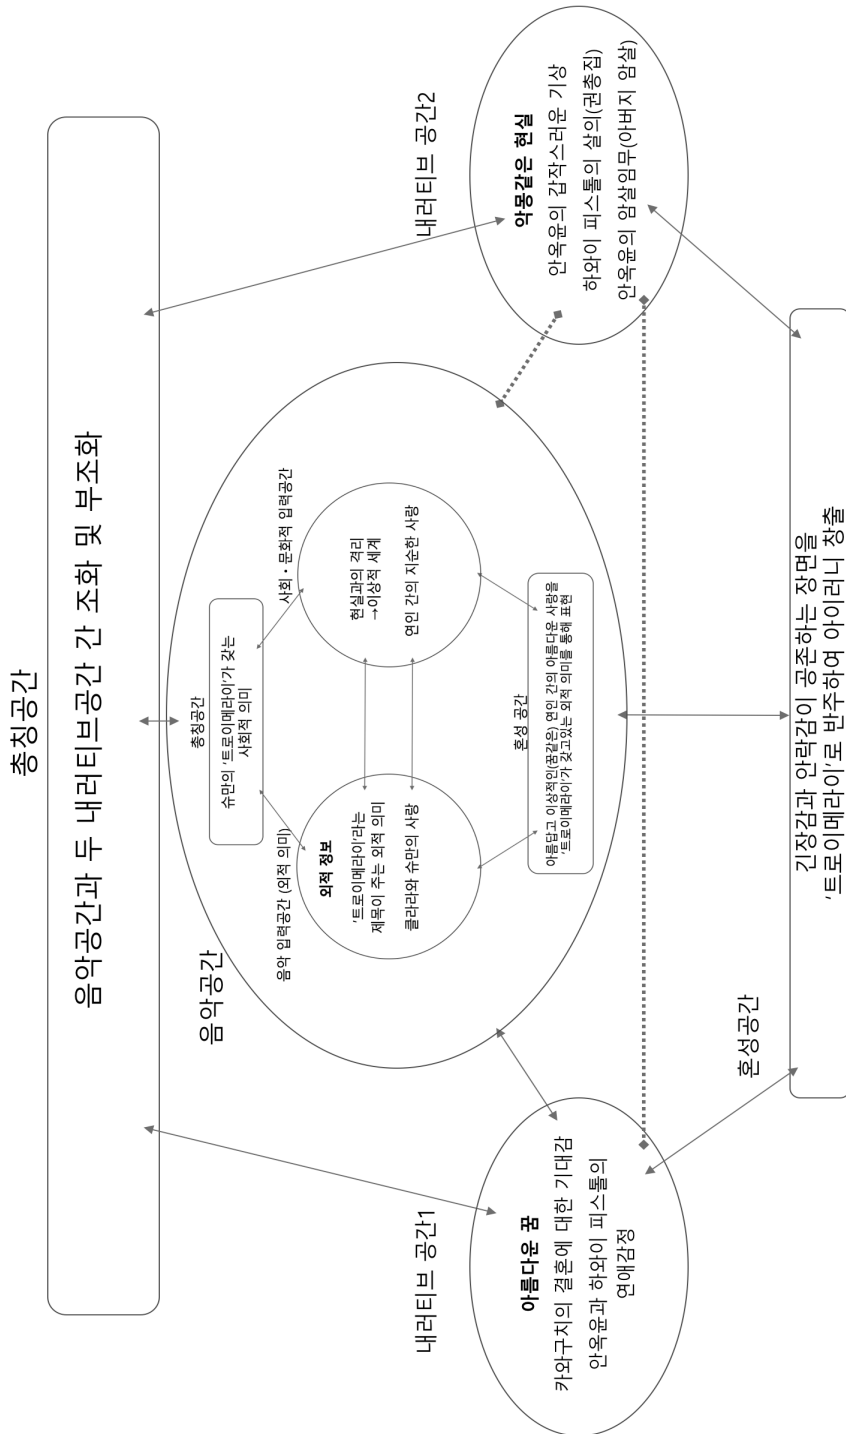 총칭공간
음악공간과 두 내러티브공간 간 조화 및 부조화
음악공간
총칭공간
슈만의 '트로이메라이'가 갖는
사회적 의미
음악 입력공간 (외적 의미)
외적 정보
'트로이메라이'라는
제목이 주는 외적 의미
클라라와 슈만의 사랑
사회・문화적 입력공간
현실과의 격리
→이상적 세계
연인 간의 지순한 사랑
혼성 공간
아름답고 이상적인(꿈같은) 연인 간의 아름다운 사랑을
'트로이메라이'가 갖고있는 외적 의미를 통해 표현
내러티브 공간1
아름다운 꿈
카와구치의 결혼에 대한 기대감
안옥윤과 하와이 피스톨의
연애감정
내러티브 공간2
악몽같은 현실
안옥윤의 갑작스러운 기상
하와이 피스톨의 살의(권총집)
안옥윤의 암살임무(아버지 암살)
혼성공간
긴장감과 안락감이 공존하는 장면을
'트로이메라이'로 반주하여 아이러니 창출